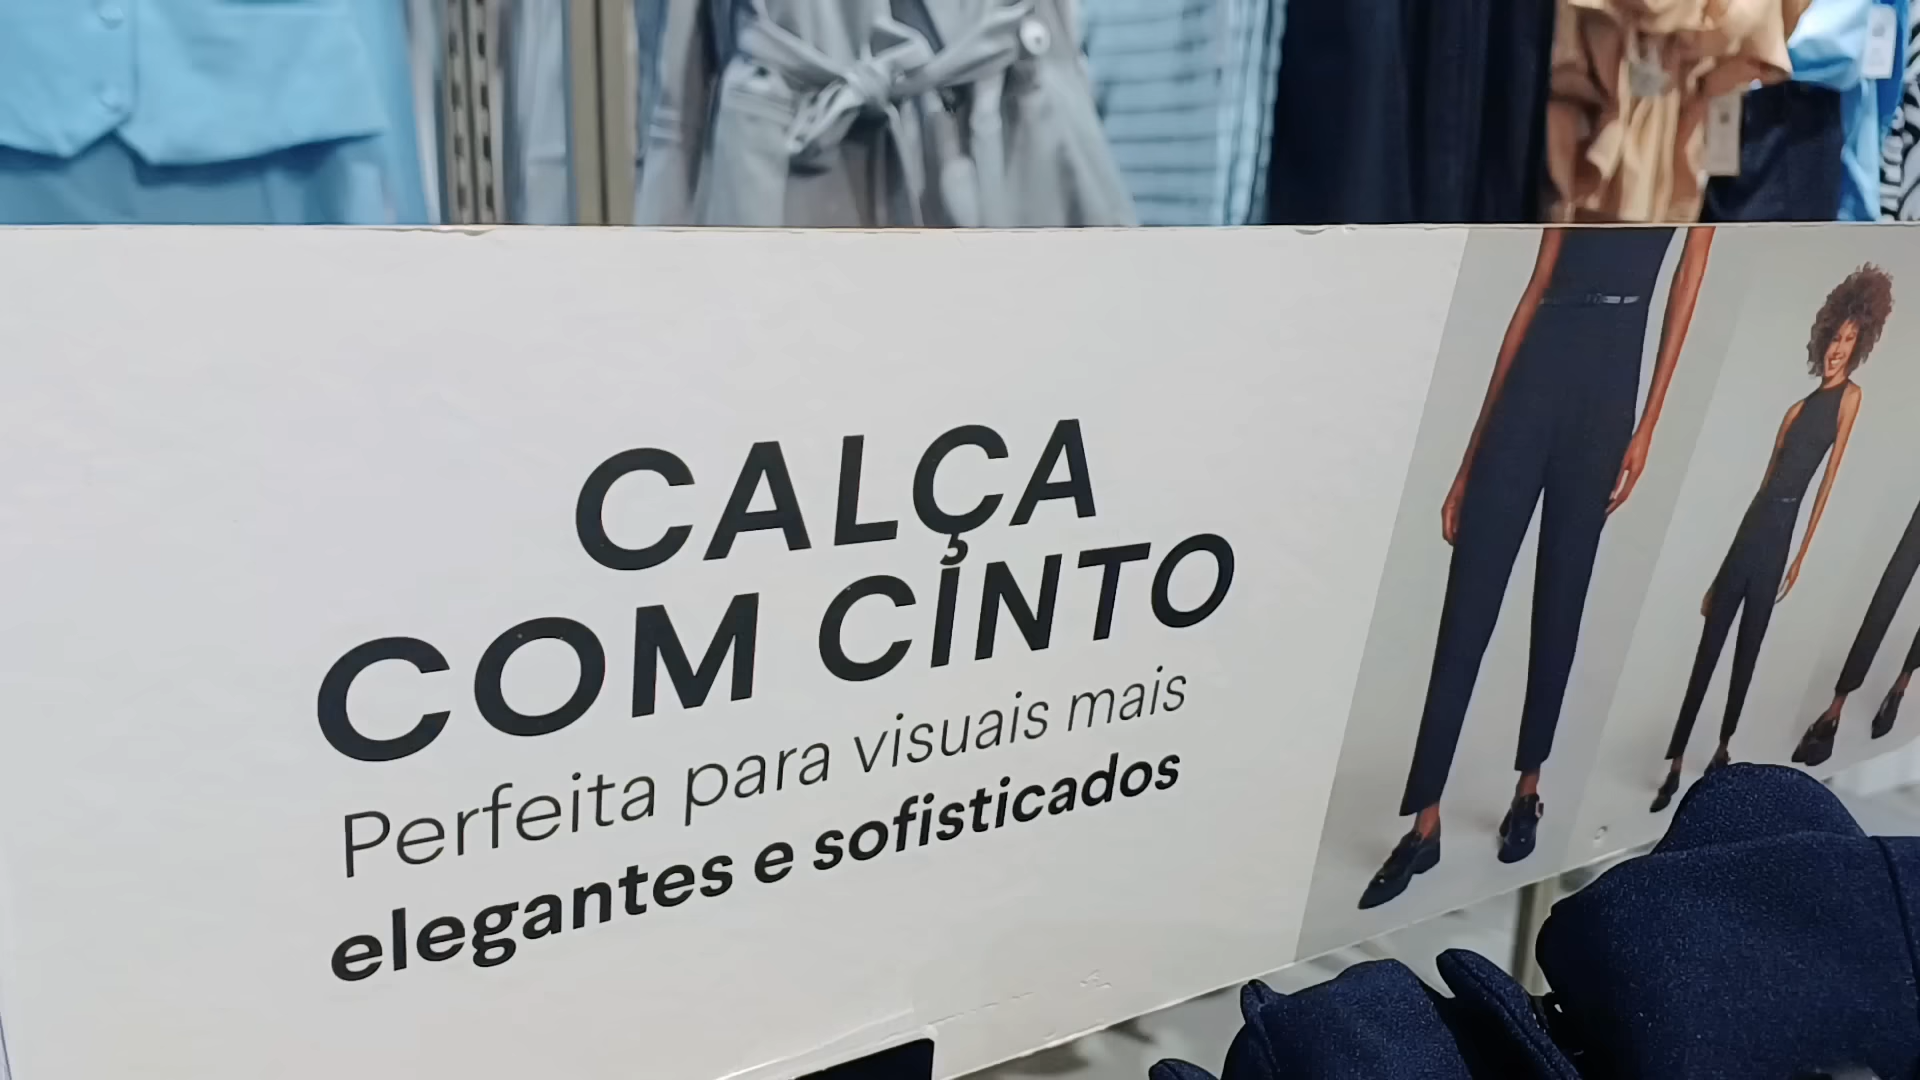 CALÇA
COM CINTO
Perfeita para visuais mais
elegantes e sofisticados